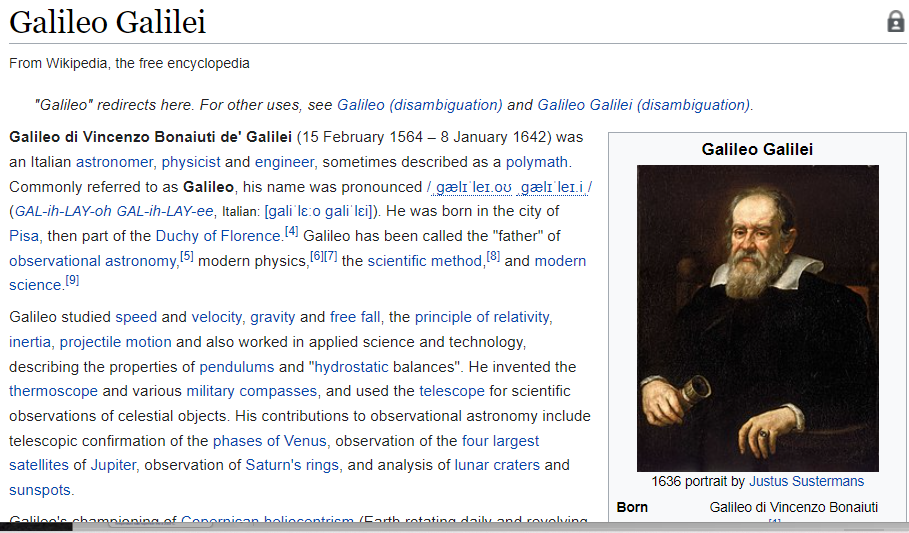 Galileo Galilei
From Wikipedia, the free encyclopedia
"Galileo" redirects here. For other uses, see Galileo (disambiguation) and Galileo Galilei (disambiguation).
Galileo di Vincenzo Bonaiuti de' Galilei (15 February 1564 – 8 January 1642) was
an Italian astronomer, physicist and engineer, sometimes described as a polymath.
Commonly referred to as Galileo, his name was pronounced /ˌɡælɪˈleɪ.oʊ ˌɡælɪˈleɪ.i /
(GAL-ih-LAY-oh GAL-ih-LAY-ee, Italian: [ɡaliˈlɛːo ɡaliˈlɛi]). He was born in the city of
Pisa, then part of the Duchy of Florence.[4] Galileo has been called the "father" of
observational astronomy,[5] modern physics,[6][7] the scientific method,[8] and modern
science.[9]
Galileo studied speed and velocity, gravity and free fall, the principle of relativity,
inertia, projectile motion and also worked in applied science and technology,
describing the properties of pendulums and "hydrostatic balances". He invented the
thermoscope and various military compasses, and used the telescope for scientific
observations of celestial objects. His contributions to observational astronomy include
telescopic confirmation of the phases of Venus, observation of the four largest
satellites of Jupiter, observation of Saturn's rings, and analysis of lunar craters and
sunspots.
Galileo's championing of Copernican heliocentrism (Earth rotating daily and revolving
Galileo Galilei
1636 portrait by Justus Sustermans
Born Galileo di Vincenzo Bonaiuti